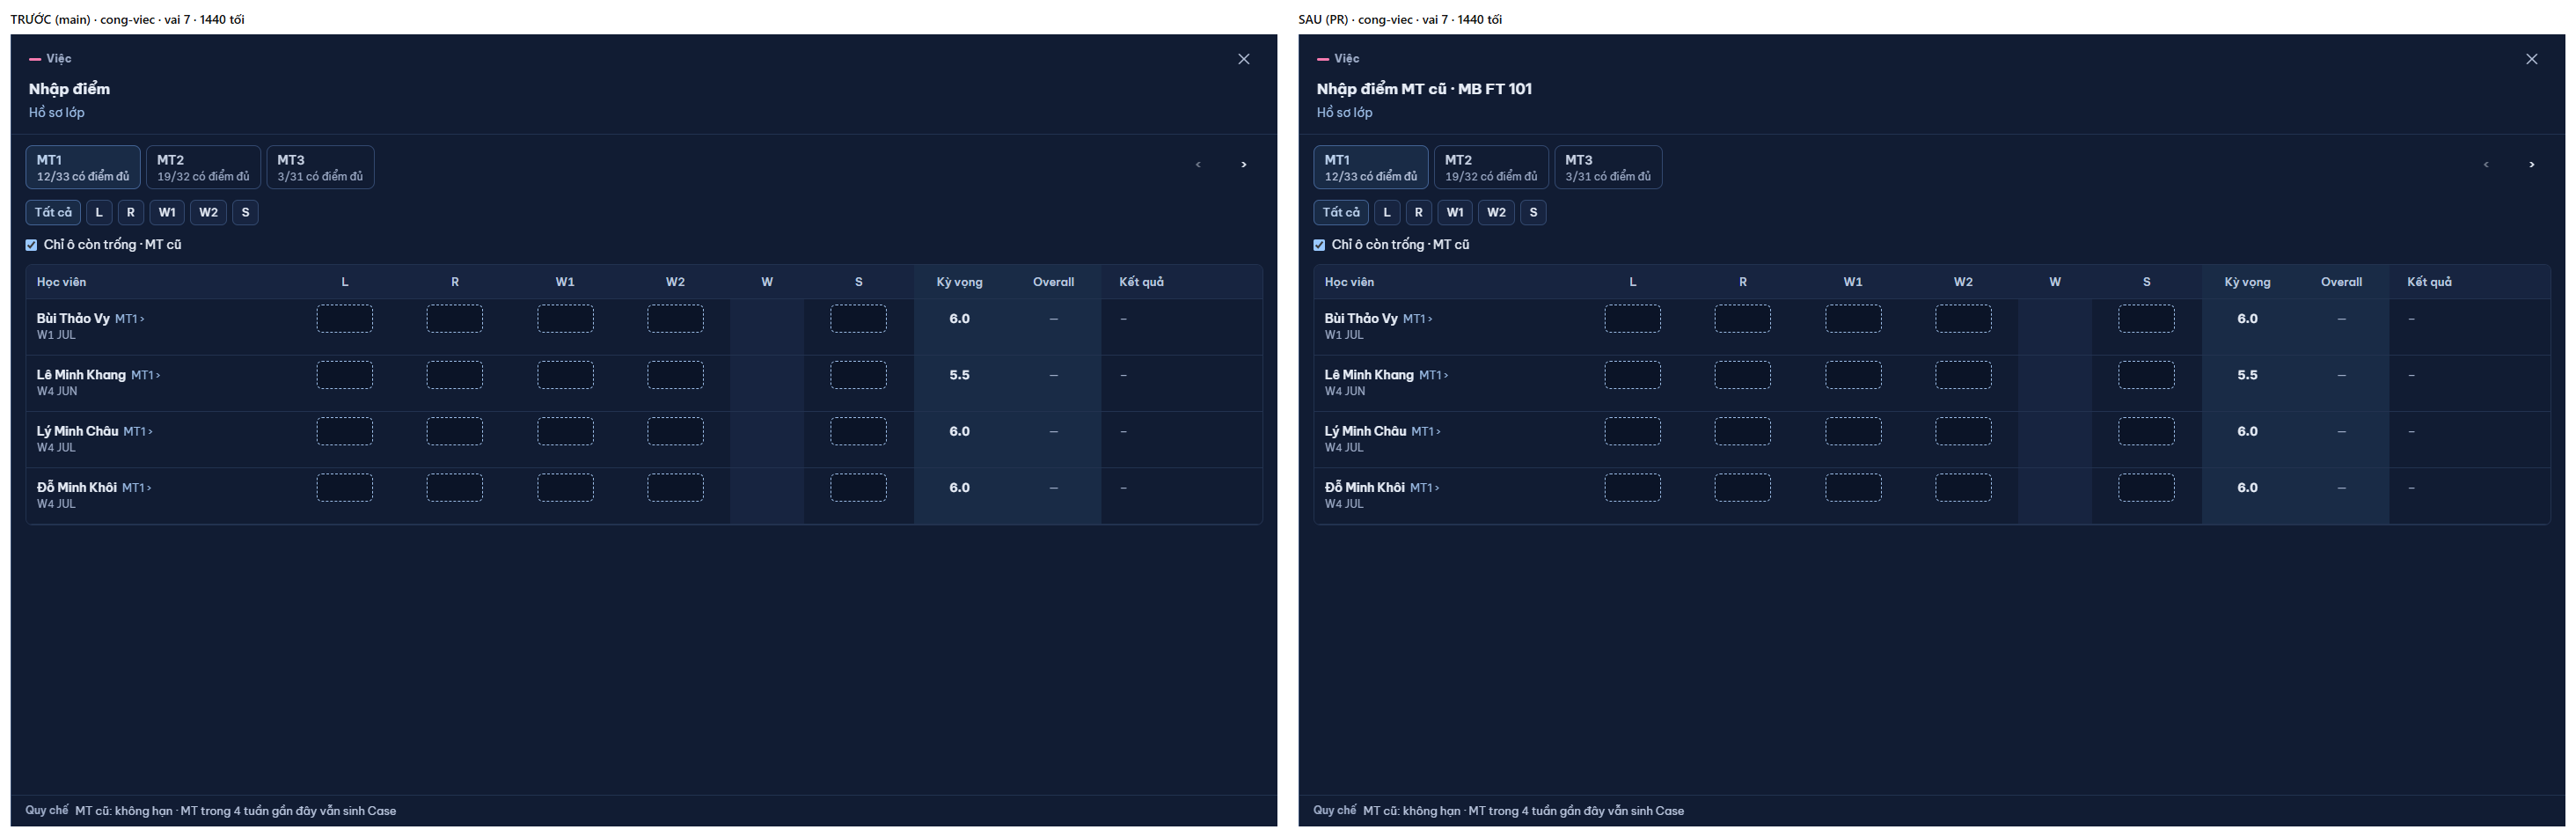 TRƯỚC (main) · cong-viec · vai 7 · 1440 tối
Việc
Nhập điểm
Hồ sơ lớp
MT1 MT2 MT3
12/33 có điểm đủ 19/32 có điểm đủ 3/31 có điểm đủ
Tất cả L R W1 W2 S
Chỉ ô còn trống · MT cũ
Học viên L R W1 W2 W S Kỳ vọng Overall Kết quả
Bùi Thảo Vy MT1 › 6.0 — –
W1 JUL
Lê Minh Khang MT1 › 5.5 — –
W4 JUN
Lý Minh Châu MT1 › 6.0 — –
W4 JUL
Đỗ Minh Khôi MT1 › 6.0 — –
W4 JUL
Quy chế MT cũ: không hạn · MT trong 4 tuần gần đây vẫn sinh Case
SAU (PR) · cong-viec · vai 7 · 1440 tối
Việc
Nhập điểm MT cũ · MB FT 101
Hồ sơ lớp
MT1 MT2 MT3
12/33 có điểm đủ 19/32 có điểm đủ 3/31 có điểm đủ
Tất cả L R W1 W2 S
Chỉ ô còn trống · MT cũ
Học viên L R W1 W2 W S Kỳ vọng Overall Kết quả
Bùi Thảo Vy MT1 › 6.0 — –
W1 JUL
Lê Minh Khang MT1 › 5.5 — –
W4 JUN
Lý Minh Châu MT1 › 6.0 — –
W4 JUL
Đỗ Minh Khôi MT1 › 6.0 — –
W4 JUL
Quy chế MT cũ: không hạn · MT trong 4 tuần gần đây vẫn sinh Case